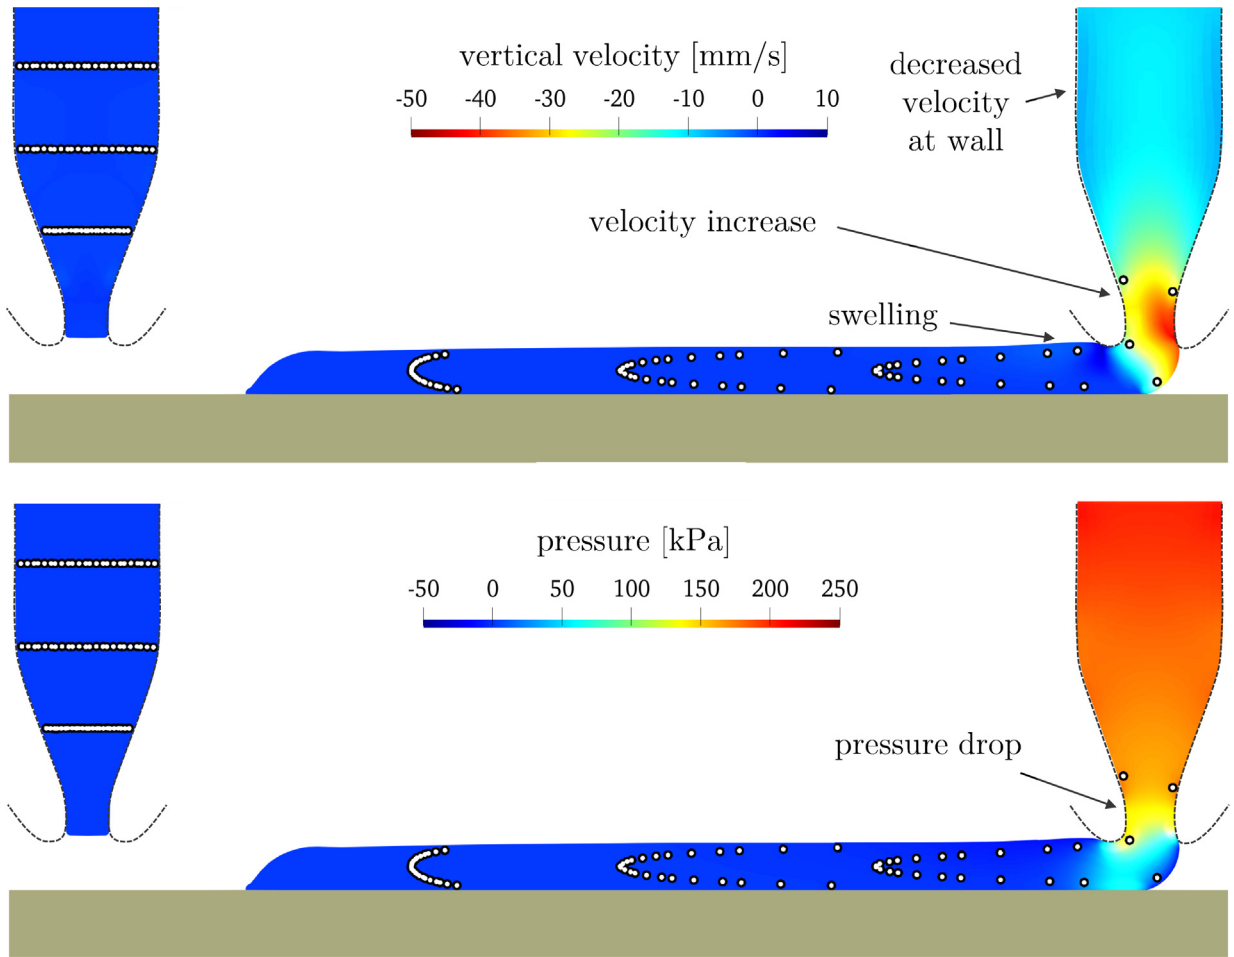 vertical velocity [mm/s]
-50 -40 -30 -20 -10 0 10
decreased
velocity
at wall
velocity increase
swelling
pressure [kPa]
-50 0 50 100 150 200 250
pressure drop